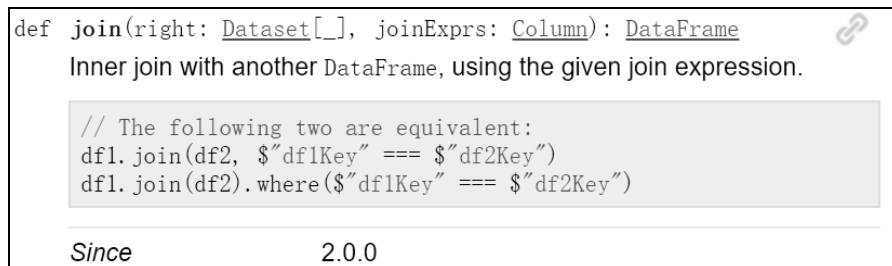 def join(right: Dataset[_], joinExprs: Column): DataFrame
Inner join with another DataFrame, using the given join expression.
// The following two are equivalent:
df1.join(df2, $"df1Key" === $"df2Key")
df1.join(df2).where($"df1Key" === $"df2Key")
Since 2.0.0